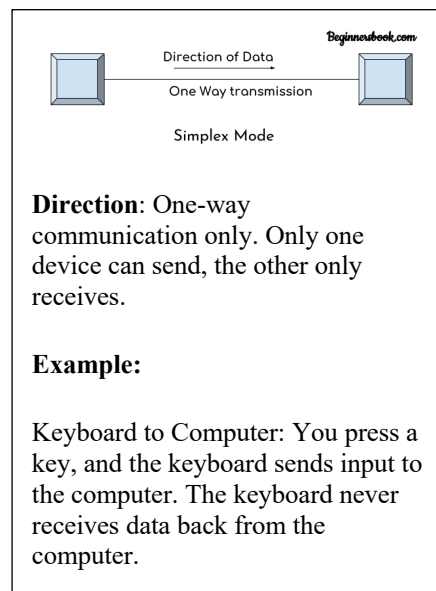 Beginnersbook.com
Direction of Data
One Way transmission
Simplex Mode
Direction: One-way
communication only. Only one
device can send, the other only
receives.
Example:
Keyboard to Computer: You press a
key, and the keyboard sends input to
the computer. The keyboard never
receives data back from the
computer.